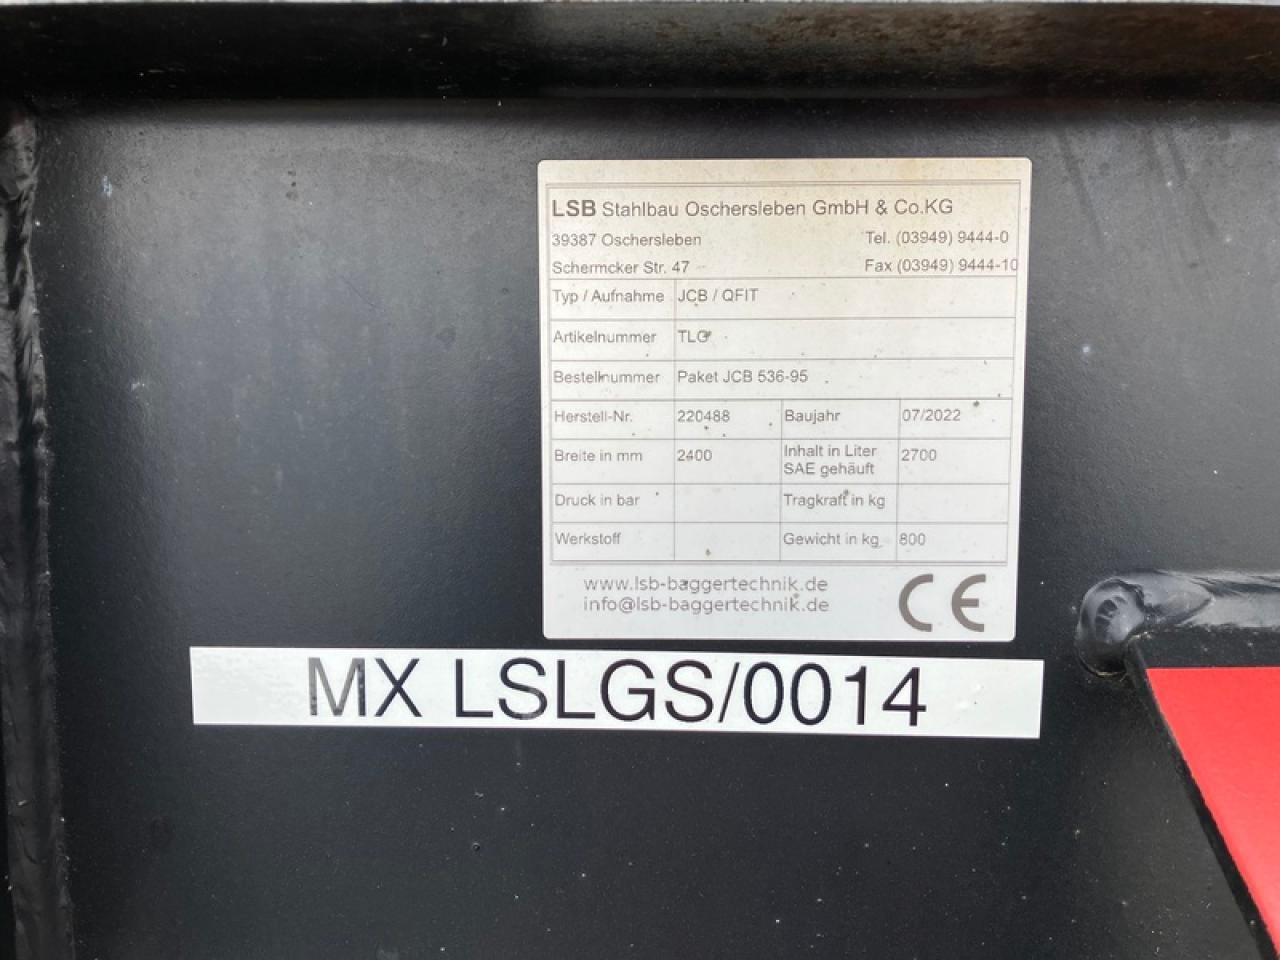 LSB Stahlbau Oschersleben GmbH & Co.KG
39387 Oschersleben Tel. (03949) 9444-0
Schermcker Str. 47 Fax (03949) 9444-10
Typ / Aufnahme JCB / QFIT
Artikelnummer TLG
Bestellnummer Paket JCB 536-95
Herstell-Nr. 220488 Baujahr 07/2022
Breite in mm 2400 Inhalt in Liter SAE gehäuft 2700
Druck in bar Tragkraft in kg
Werkstoff Gewicht in kg 800
www.lsb-baggertechnik.de
info@lsb-baggertechnik.de
CE
MX LSLGS/0014